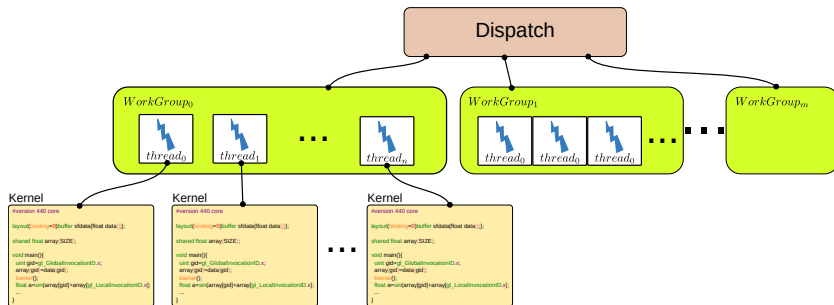 Dispatch
WorkGroup₀
WorkGroup₁
WorkGroupₘ
thread₀
thread₁
...
threadₙ
thread₀
thread₀
thread₀
...
...
Kernel
#version 440 core
layout(binding=0)buffer sfdata{float data[];};
shared float array[SIZE];
void main(){
uint gid=gl_GlobalInvocationID.x;
array[gid]=data[gid];
barrier();
float a=sin(array[gid]+array[gl_LocalInvocationID.x];
...
}
Kernel
#version 440 core
layout(binding=0)buffer sfdata{float data[];};
shared float array[SIZE];
void main(){
uint gid=gl_GlobalInvocationID.x;
array[gid]=data[gid];
barrier();
float a=sin(array[gid]+array[gl_LocalInvocationID.x];
...
}
...
Kernel
#version 440 core
layout(binding=0)buffer sfdata{float data[];};
shared float array[SIZE];
void main(){
uint gid=gl_GlobalInvocationID.x;
array[gid]=data[gid];
barrier();
float a=sin(array[gid]+array[gl_LocalInvocationID.x];
...
}